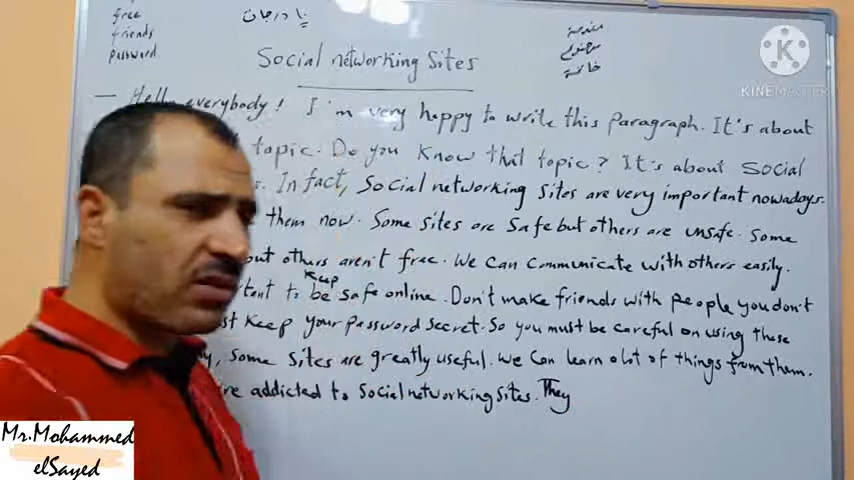 free
friends
password
Social networking Sites
— Hello everybody! I'm very happy to write this paragraph. It's about
topic. Do you know that topic? It's about Social
In fact, Social networking sites are very important nowadays.
them now. Some sites are safe but others are unsafe. Some
but others aren't free. We can communicate with others easily.
Keep
to be safe online. Don't make friends with people you don't
keep your password secret. So you must be careful on using these
, some sites are greatly useful. We can learn a lot of things from them.
addicted to Social networking sites. They
مهندسة
KINEMASTER
Mr.Mohammed
elSayed